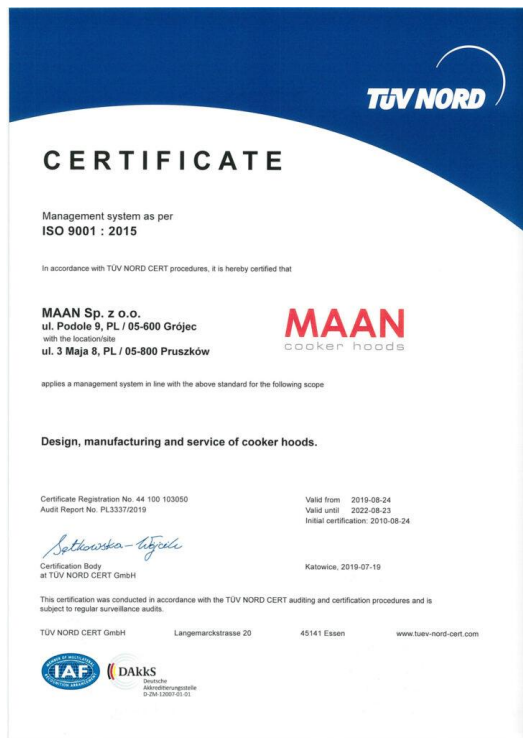 TÜV NORD
CERTIFICATE
Management system as per
ISO 9001 : 2015
In accordance with TÜV NORD CERT procedures, it is hereby certified that
MAAN Sp. z o.o.
ul. Podole 9, PL / 05-600 Grójec
with the location/site
ul. 3 Maja 8, PL / 05-800 Pruszków
MAAN
cooker hoods
applies a management system in line with the above standard for the following scope
Design, manufacturing and service of cooker hoods.
Certificate Registration No. 44 100 103050
Audit Report No. PL3337/2019
Valid from 2019-08-24
Valid until 2022-08-23
Initial certification: 2010-08-24
Certification Body
at TÜV NORD CERT GmbH
Katowice, 2019-07-19
This certification was conducted in accordance with the TÜV NORD CERT auditing and certification procedures and is
subject to regular surveillance audits.
TÜV NORD CERT GmbH Langemarckstrasse 20 45141 Essen www.tuev-nord-cert.com
MEMBER OF MULTILATERAL
RECOGNITION ARRANGEMENT
IAF
DAkkS
Deutsche
Akkreditierungsstelle
D-ZM-12007-01-01